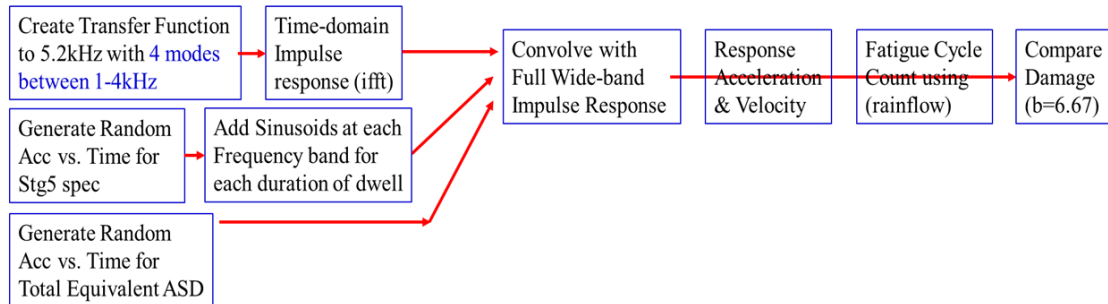 Create Transfer Function
to 5.2kHz with 4 modes
between 1-4kHz
Time-domain
Impulse
response (ifft)
Convolve with
Full Wide-band
Impulse Response
Response
Acceleration
& Velocity
Fatigue Cycle
Count using
(rainflow)
Compare
Damage
(b=6.67)
Generate Random
Acc vs. Time for
Stg5 spec
Add Sinusoids at each
Frequency band for
each duration of dwell
Generate Random
Acc vs. Time for
Total Equivalent ASD